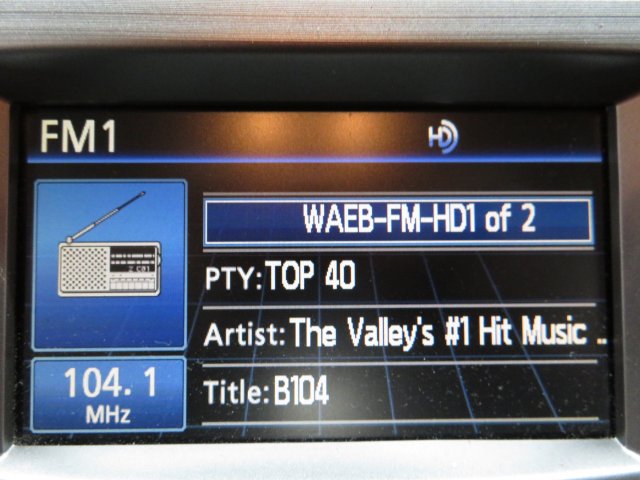 FM1
HD
WAEB-FM-HD1 of 2
PTY: TOP 40
Artist: The Valley's #1 Hit Music ..
Title: B104
104.1
MHz